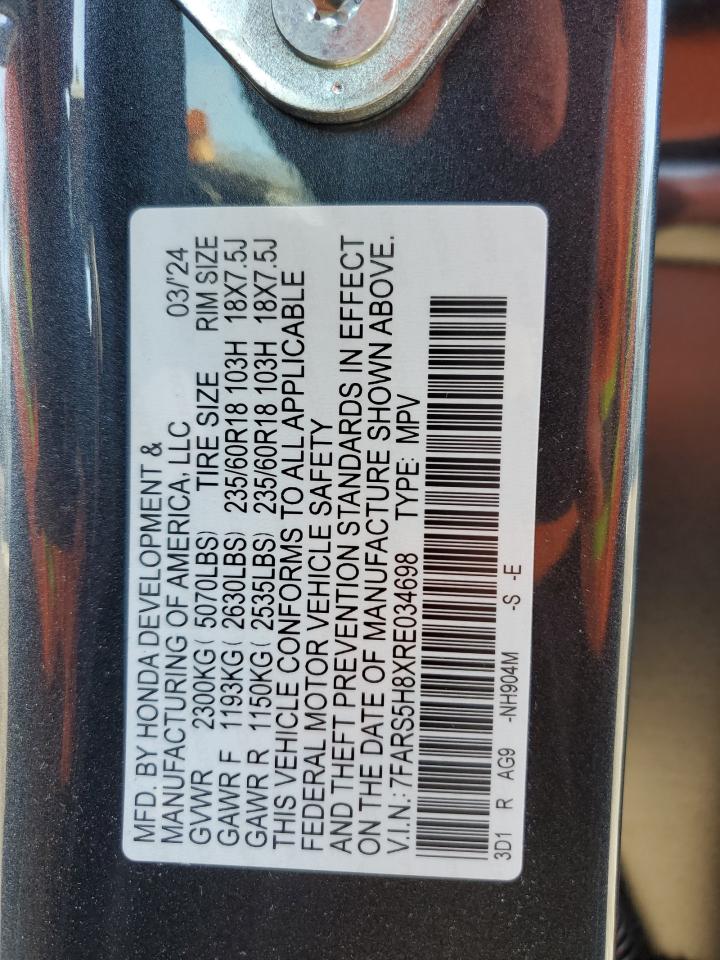 MFD. BY HONDA DEVELOPMENT &
MANUFACTURING OF AMERICA, LLC 03/'24
GVWR 2300KG( 5070LBS) TIRE SIZE RIM SIZE
GAWR F 1193KG( 2630LBS) 235/60R18 103H 18X7.5J
GAWR R 1150KG( 2535LBS) 235/60R18 103H 18X7.5J
THIS VEHICLE CONFORMS TO ALL APPLICABLE
FEDERAL MOTOR VEHICLE SAFETY
AND THEFT PREVENTION STANDARDS IN EFFECT
ON THE DATE OF MANUFACTURE SHOWN ABOVE.
V.I.N.: 7FARS5H8XRE034698 TYPE: MPV
3D1 R AG9 -NH904M -S -E